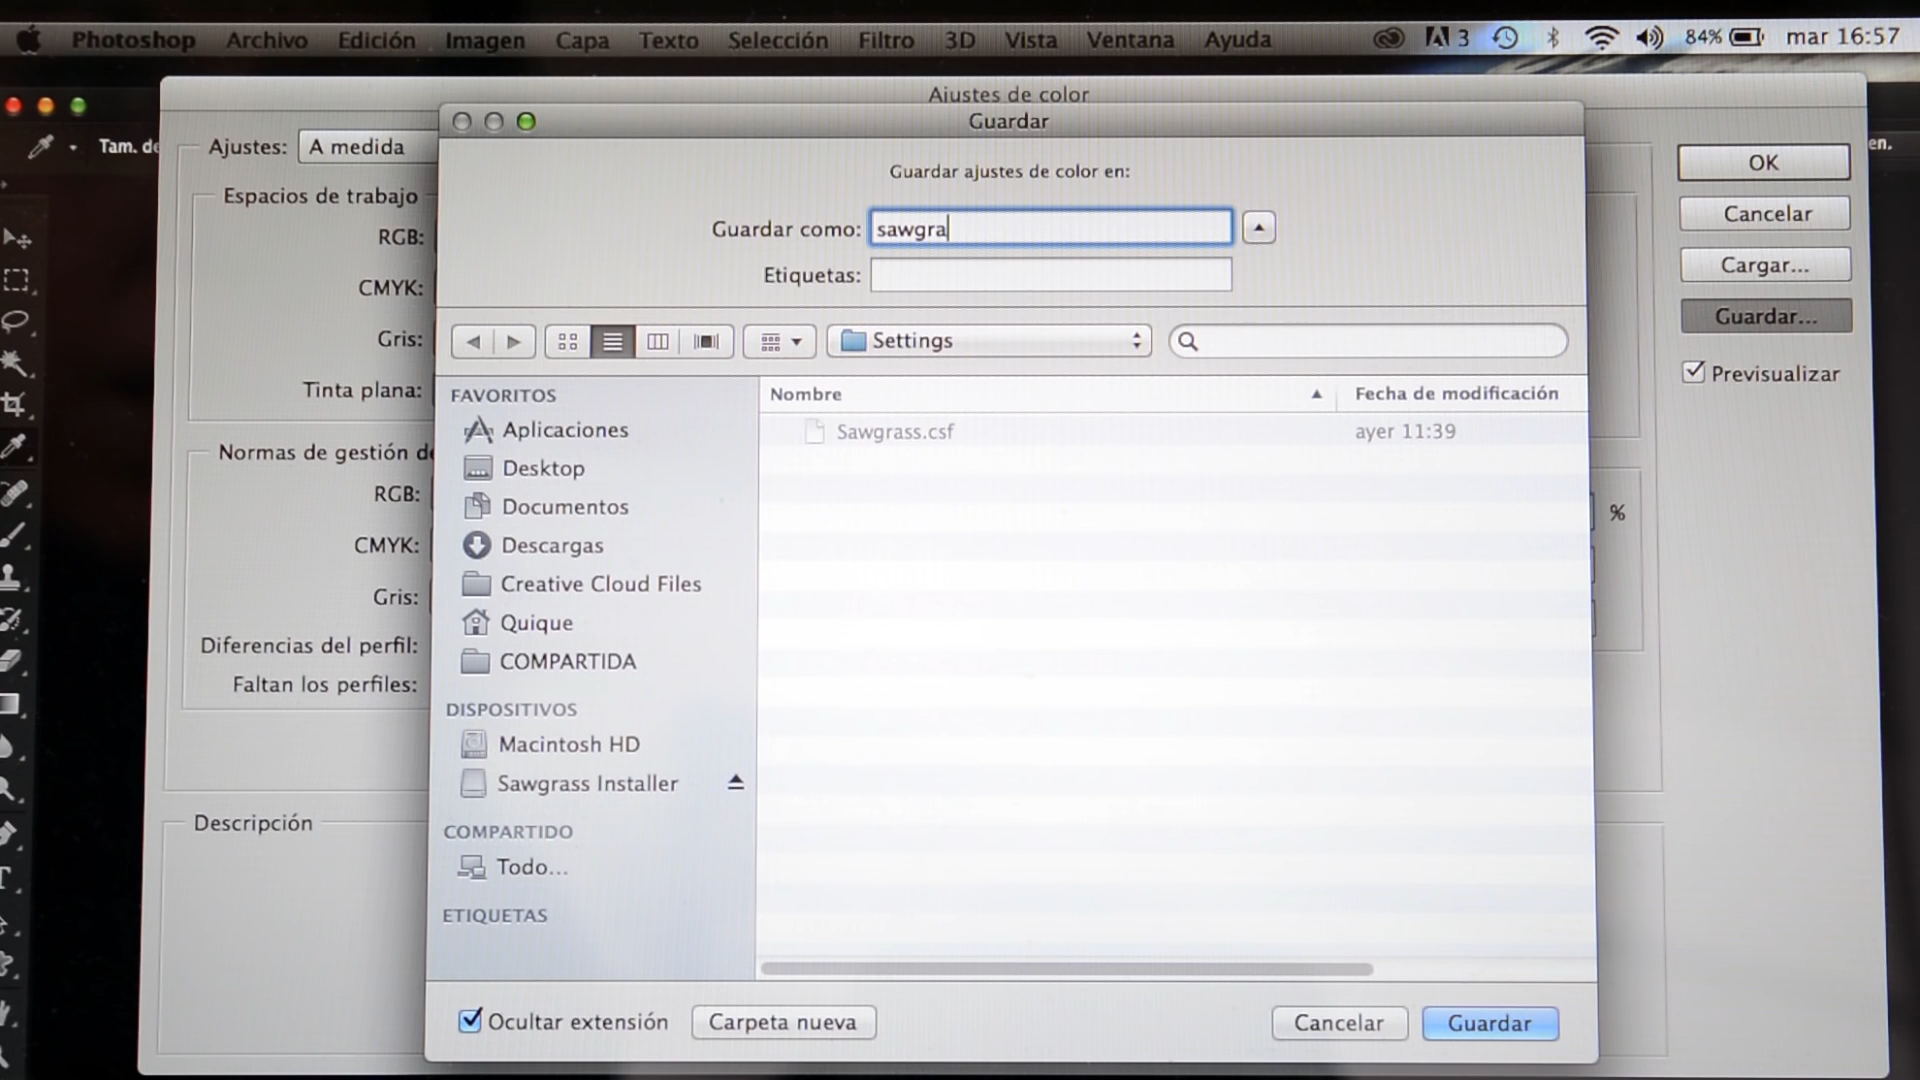 Photoshop Archivo Edición Imagen Capa Texto Selección Filtro 3D Vista Ventana Ayuda 3 84% mar 16:57
Ajustes de color
Guardar
Tam. de
Ajustes: A medida
en.
OK
Guardar ajustes de color en:
Espacios de trabajo
Cancelar
RGB:
Guardar como: sawgra
Cargar...
Etiquetas:
CMYK:
Guardar...
Gris:
Settings
Previsualizar
Tinta plana:
FAVORITOS
Nombre Fecha de modificación
Aplicaciones
Sawgrass.csf ayer 11:39
Normas de gestión de
Desktop
RGB:
Documentos
%
CMYK:
Descargas
Gris:
Creative Cloud Files
Quique
Diferencias del perfil:
COMPARTIDA
Faltan los perfiles:
DISPOSITIVOS
Macintosh HD
Sawgrass Installer
Descripción
COMPARTIDO
Todo...
ETIQUETAS
Ocultar extensión
Carpeta nueva
Cancelar
Guardar